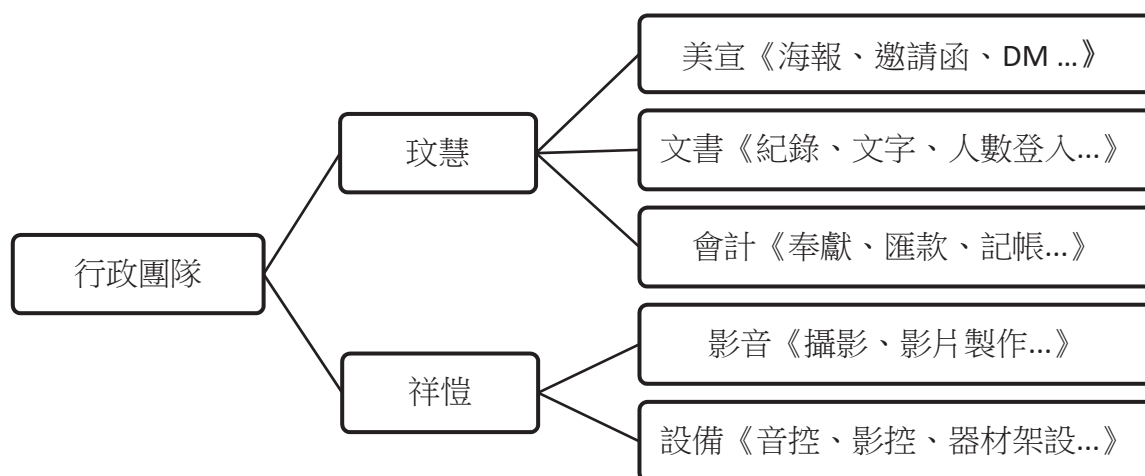 行政團隊
玟慧
美宣《海報、邀請函、DM ...》
文書《紀錄、文字、人數登入...》
會計《奉獻、匯款、記帳...》
祥愷
影音《攝影、影片製作...》
設備《音控、影控、器材架設...》